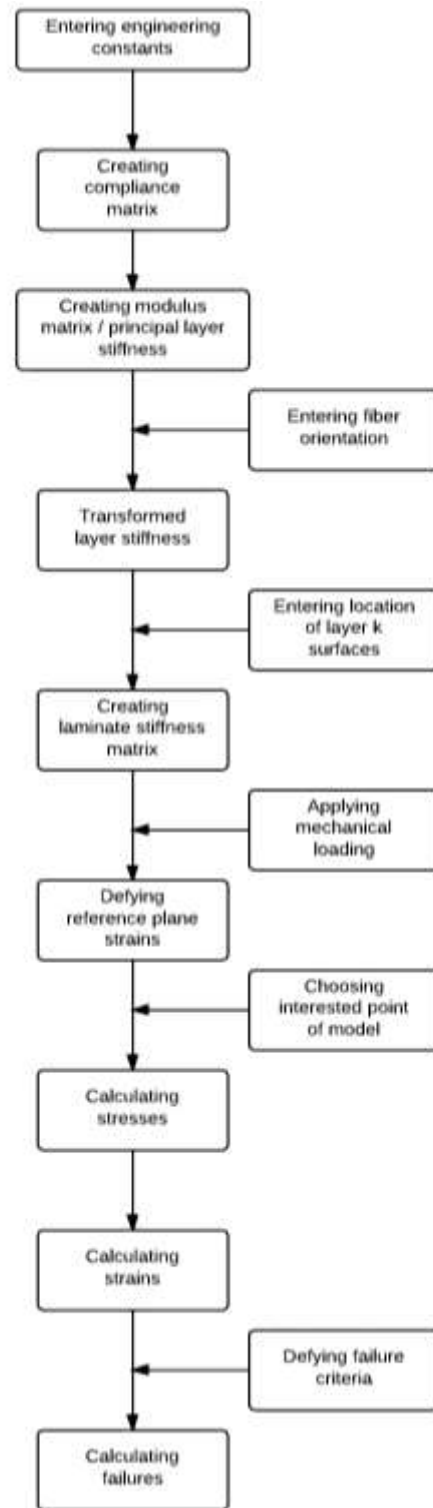 Entering engineering
constants
Creating
compliance
matrix
Creating modulus
matrix / principal layer
stiffness
Entering fiber
orientation
Transformed
layer stiffness
Entering location
of layer k
surfaces
Creating
laminate stiffness
matrix
Applying
mechanical
loading
Defying
reference plane
strains
Choosing
interested point
of model
Calculating
stresses
Calculating
strains
Defying failure
criteria
Calculating
failures